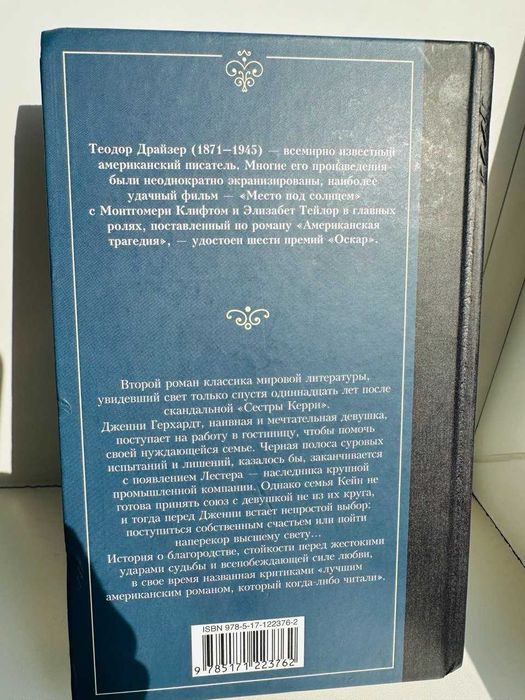 Теодор Драйзер (1871—1945) — всемирно известный
американский писатель. Многие его произведения
были неоднократно экранизированы, наиболее
удачный фильм — «Место под солнцем»
с Монтгомери Клифтом и Элизабет Тейлор в главных
ролях, поставленный по роману «Американская
трагедия», — удостоен шести премий «Оскар».
Второй роман классика мировой литературы,
увидевший свет только спустя одиннадцать лет после
скандальной «Сестры Керри».
Дженни Герхардт, наивная и мечтательная девушка,
поступает на работу в гостиницу, чтобы помочь
своей нуждающейся семье. Черная полоса суровых
испытаний и лишений, казалось бы, заканчивается
с появлением Лестера — наследника крупной
промышленной компании. Однако семья Кейн не
готова принять союз с девушкой не из их круга,
и тогда перед Дженни встает непростой выбор:
поступиться собственным счастьем или пойти
наперекор высшему свету…
История о благородстве, стойкости перед жестокими
ударами судьбы и всепобеждающей силе любви,
в свое время названная критиками «лучшим
американским романом, который когда-либо читали».
ISBN 978-5-17-122376-2
9 785171 223762